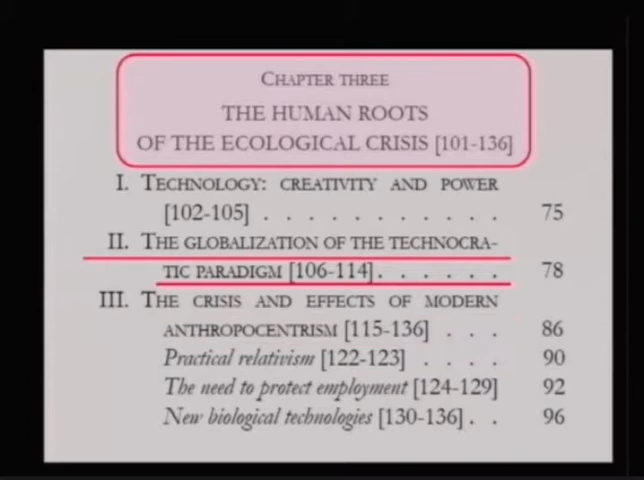 CHAPTER THREE
THE HUMAN ROOTS
OF THE ECOLOGICAL CRISIS [101-136]
I. TECHNOLOGY: CREATIVITY AND POWER
[102-105] . . . . . . . . . . . 75
II. THE GLOBALIZATION OF THE TECHNOCRA-
TIC PARADIGM [106-114] . . . . . . 78
III. THE CRISIS AND EFFECTS OF MODERN
ANTHROPOCENTRISM [115-136] . . . 86
Practical relativism [122-123] . . . . 90
The need to protect employment [124-129] 92
New biological technologies [130-136] . . 96